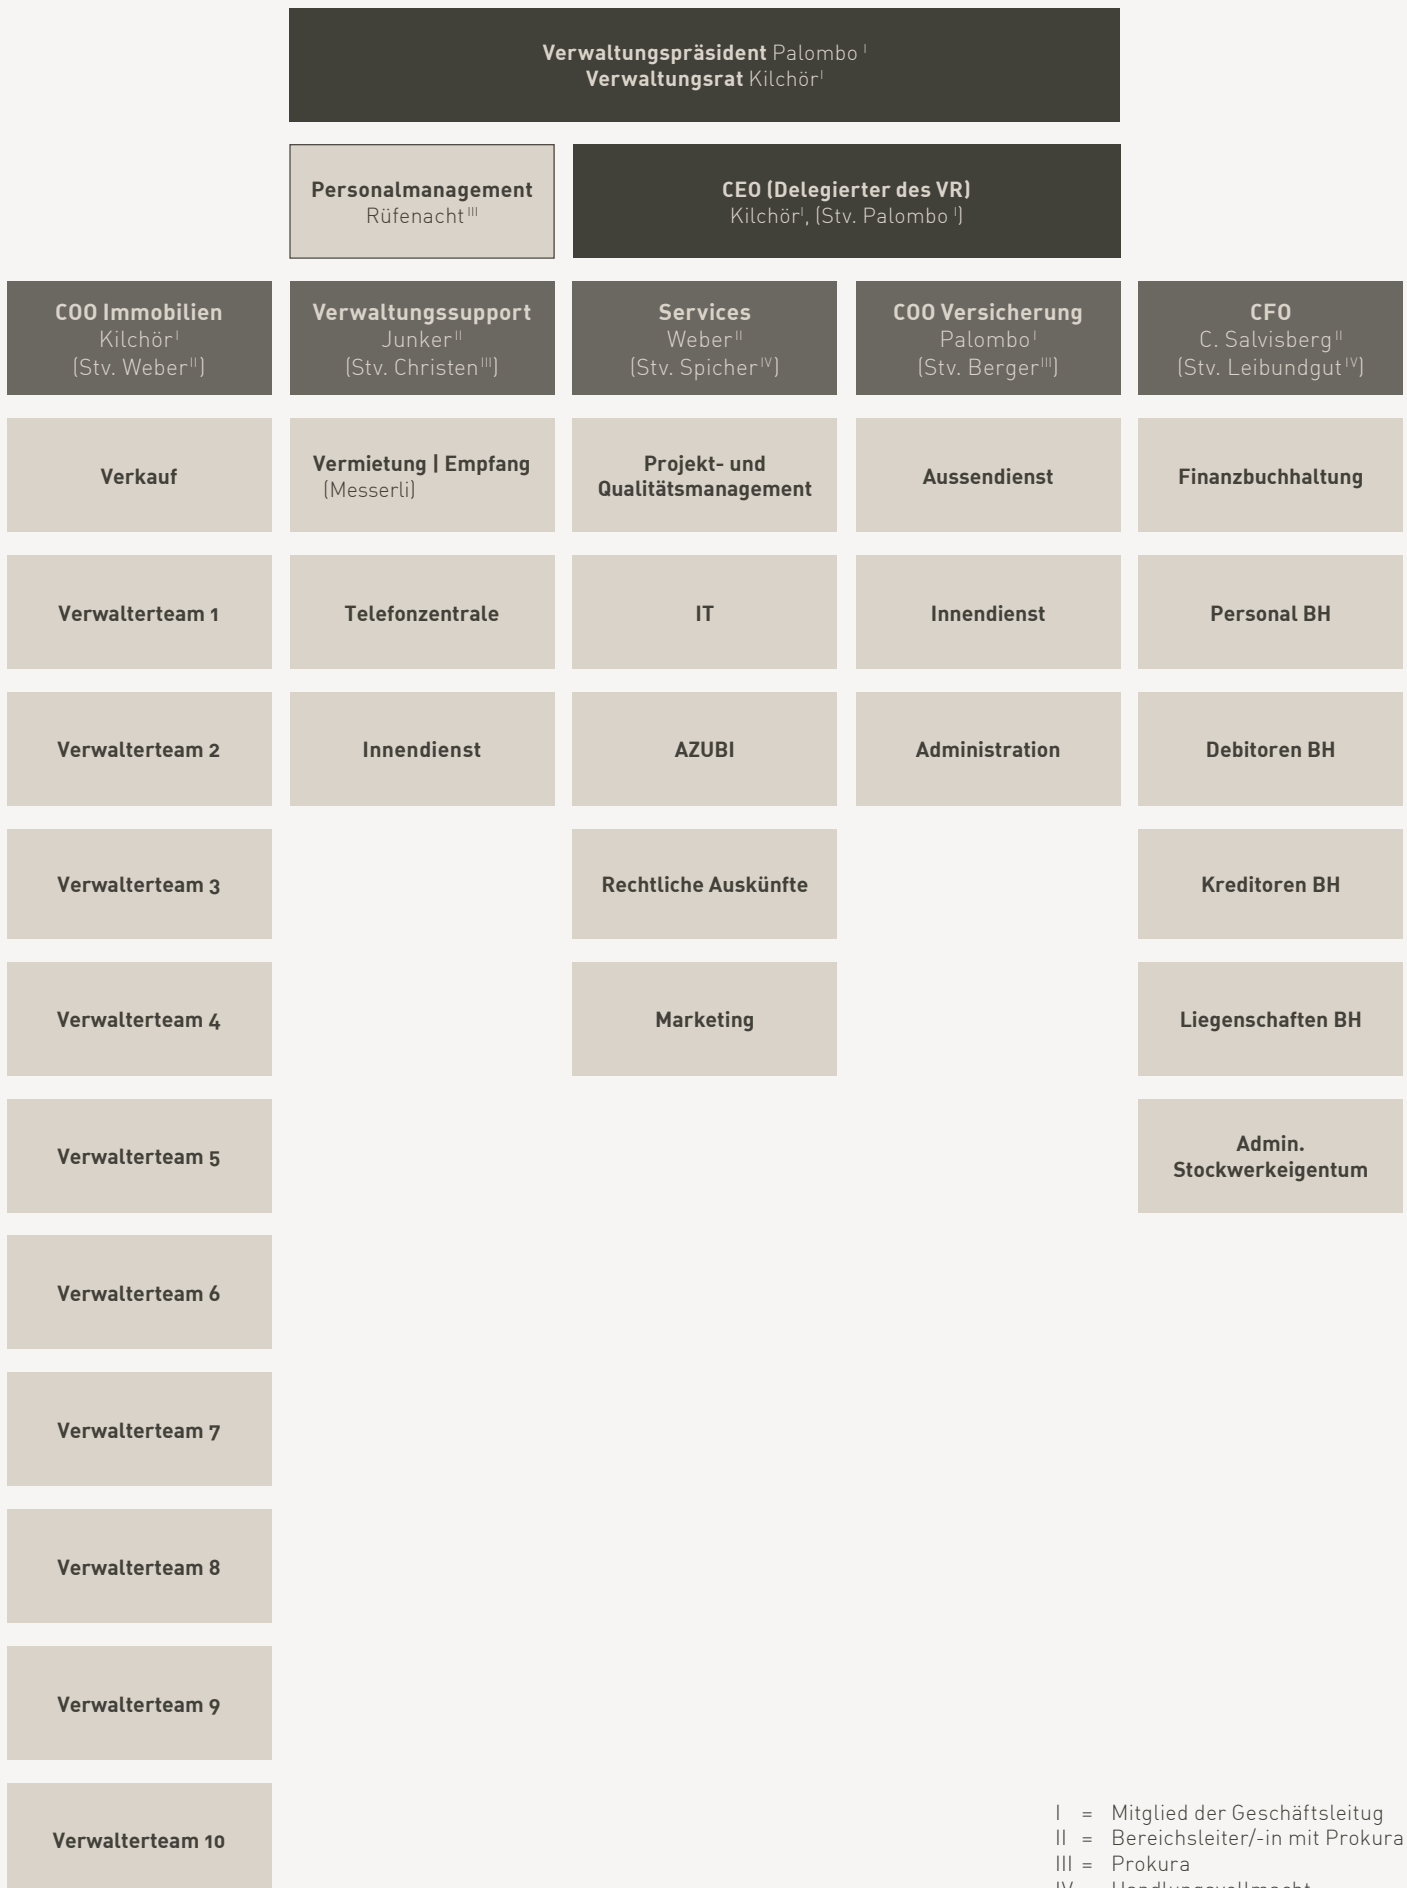 Verwaltungspräsident Palombo I
Verwaltungsrat Kilchör I
Personalmanagement
Rüfenacht III
CEO (Delegierter des VR)
Kilchör I, (Stv. Palombo I)
COO Immobilien
Kilchör I
(Stv. Weber II)
Verwaltungssupport
Junker II
(Stv. Christen III)
Services
Weber II
(Stv. Spicher IV)
COO Versicherung
Palombo I
(Stv. Berger III)
CFO
C. Salvisberg II
(Stv. Leibundgut IV)
Verkauf
Vermietung | Empfang
(Messerli)
Projekt- und
Qualitätsmanagement
Aussendienst
Finanzbuchhaltung
Verwalterteam 1
Telefonzentrale
IT
Innendienst
Personal BH
Verwalterteam 2
Innendienst
AZUBI
Administration
Debitoren BH
Verwalterteam 3
Rechtliche Auskünfte
Kreditoren BH
Verwalterteam 4
Marketing
Liegenschaften BH
Verwalterteam 5
Admin.
Stockwerkeigentum
Verwalterteam 6
Verwalterteam 7
Verwalterteam 8
Verwalterteam 9
Verwalterteam 10
I = Mitglied der Geschäftsleitug
II = Bereichsleiter/-in mit Prokura
III = Prokura